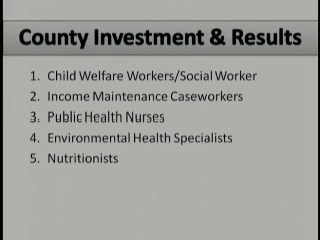 County Investment & Results
1. Child Welfare Workers/Social Worker
2. Income Maintenance Caseworkers
3. Public Health Nurses
4. Environmental Health Specialists
5. Nutritionists